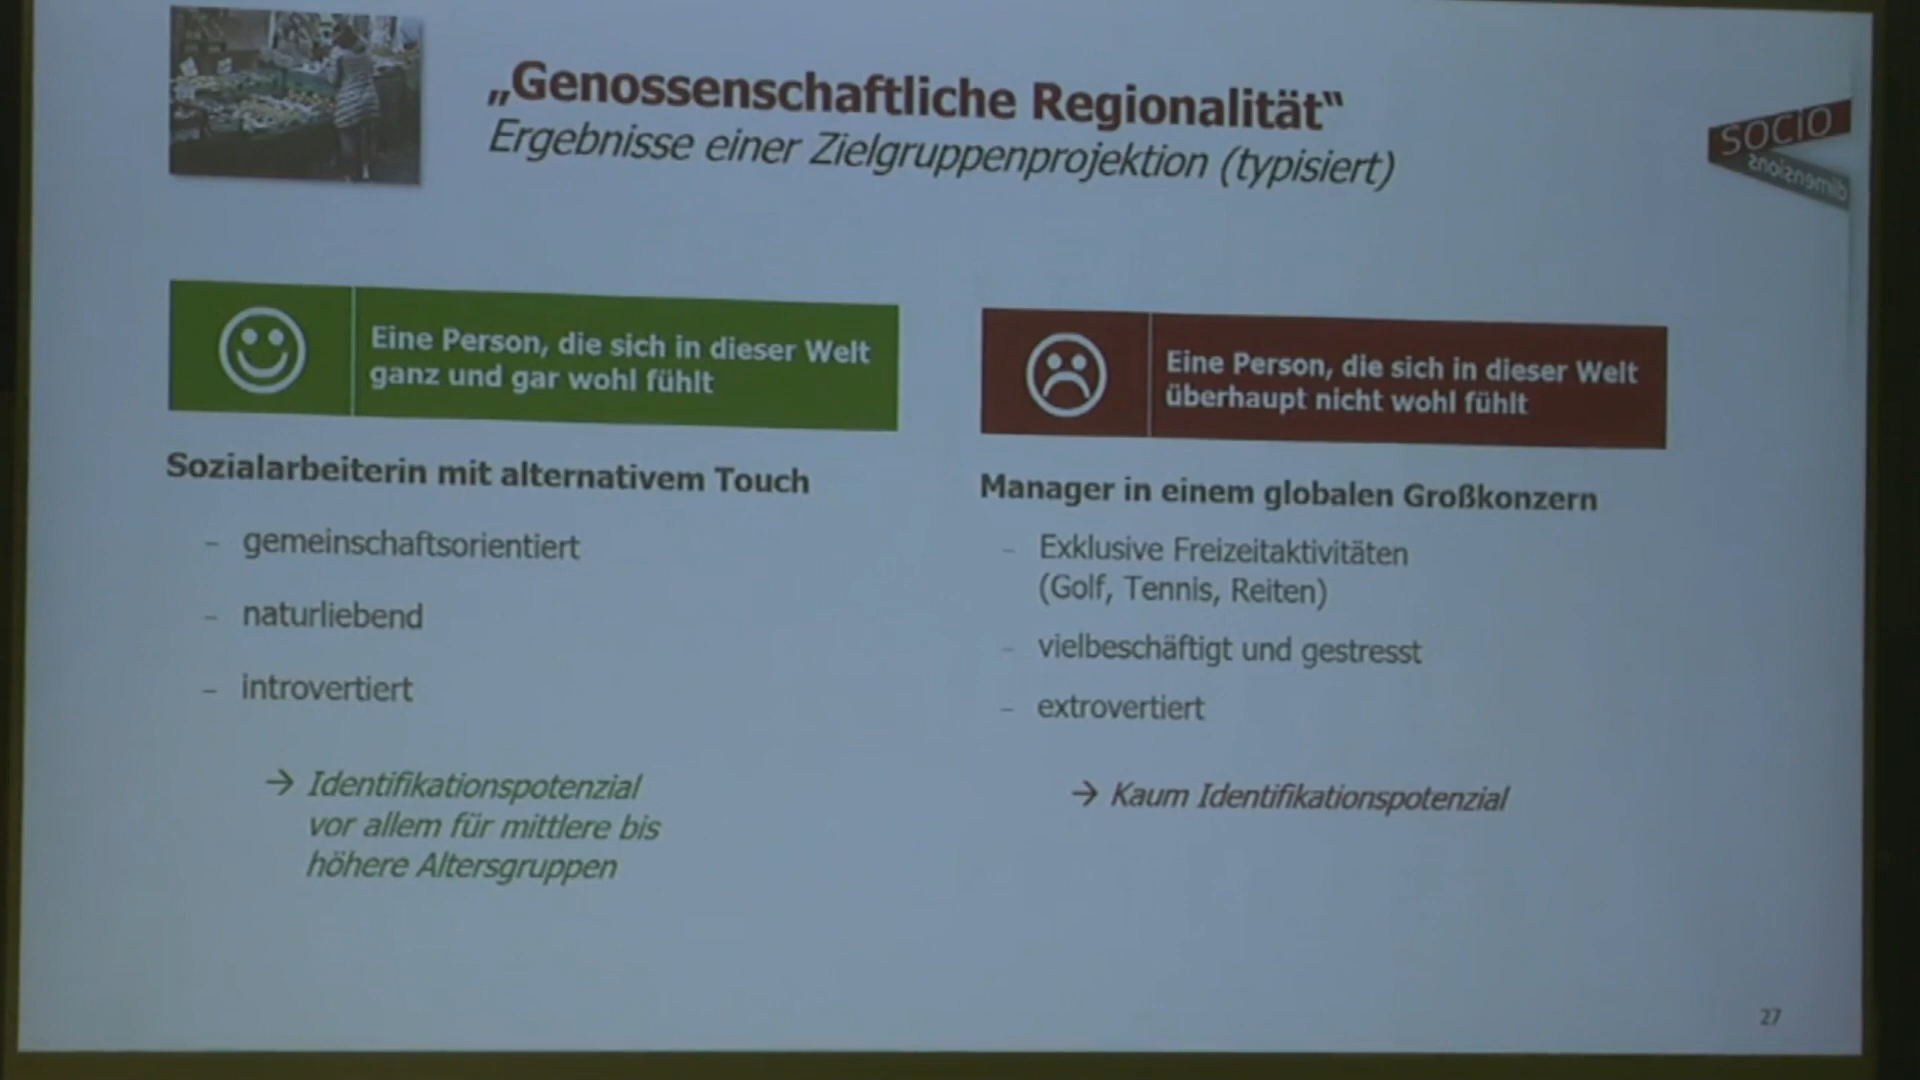 „Genossenschaftliche Regionalität“
Ergebnisse einer Zielgruppenprojektion (typisiert)
SOCIO
dimensions
Eine Person, die sich in dieser Welt
ganz und gar wohl fühlt
Sozialarbeiterin mit alternativem Touch
– gemeinschaftsorientiert
– naturliebend
– introvertiert
→ Identifikationspotenzial
vor allem für mittlere bis
höhere Altersgruppen
Eine Person, die sich in dieser Welt
überhaupt nicht wohl fühlt
Manager in einem globalen Großkonzern
– Exklusive Freizeitaktivitäten
(Golf, Tennis, Reiten)
– vielbeschäftigt und gestresst
– extrovertiert
→ Kaum Identifikationspotenzial
27